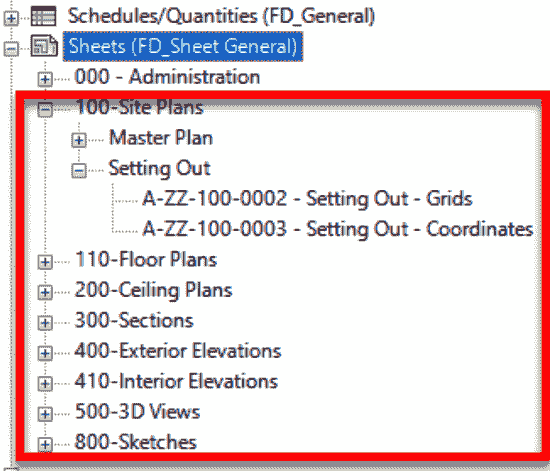 Schedules/Quantities (FD_General)
Sheets (FD_Sheet General)
000 - Administration
100-Site Plans
Master Plan
Setting Out
A-ZZ-100-0002 - Setting Out - Grids
A-ZZ-100-0003 - Setting Out - Coordinates
110-Floor Plans
200-Ceiling Plans
300-Sections
400-Exterior Elevations
410-Interior Elevations
500-3D Views
800-Sketches